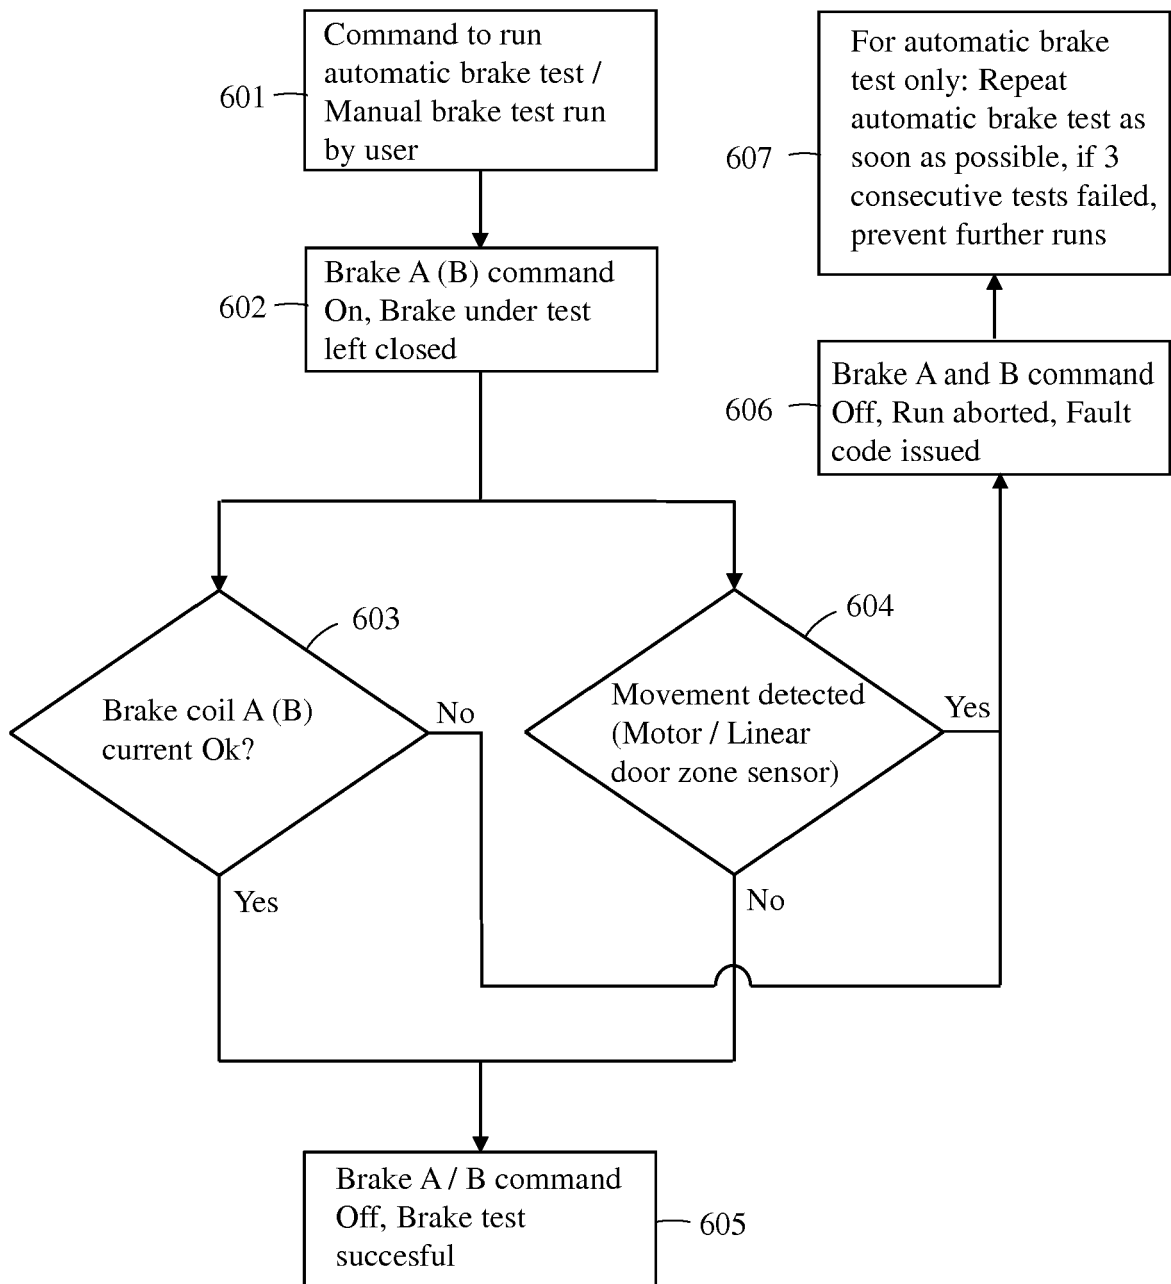 Command to run
automatic brake test /
Manual brake test run
by user
601
For automatic brake
test only: Repeat
automatic brake test as
soon as possible, if 3
consecutive tests failed,
prevent further runs
607
Brake A (B) command
On, Brake under test
left closed
602
Brake A and B command
Off, Run aborted, Fault
code issued
606
603
Brake coil A (B)
current Ok?
No
Yes
604
Movement detected
(Motor / Linear
door zone sensor)
Yes
No
Brake A / B command
Off, Brake test
succesful
605